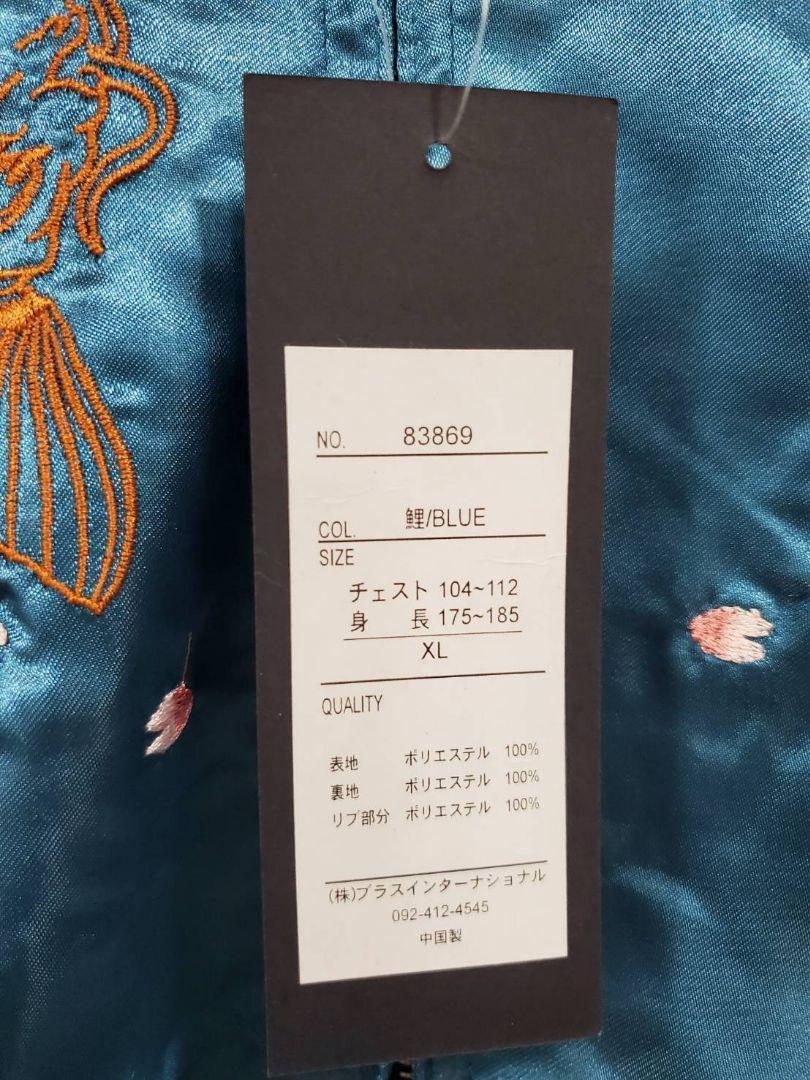 NO. 83869
COL. 鯉/BLUE
SIZE
チェスト 104~112
身 長 175~185
XL
QUALITY
表地 ポリエステル 100%
裏地 ポリエステル 100%
リブ部分 ポリエステル 100%
(株)プラスインターナショナル
092-412-4545
中国製